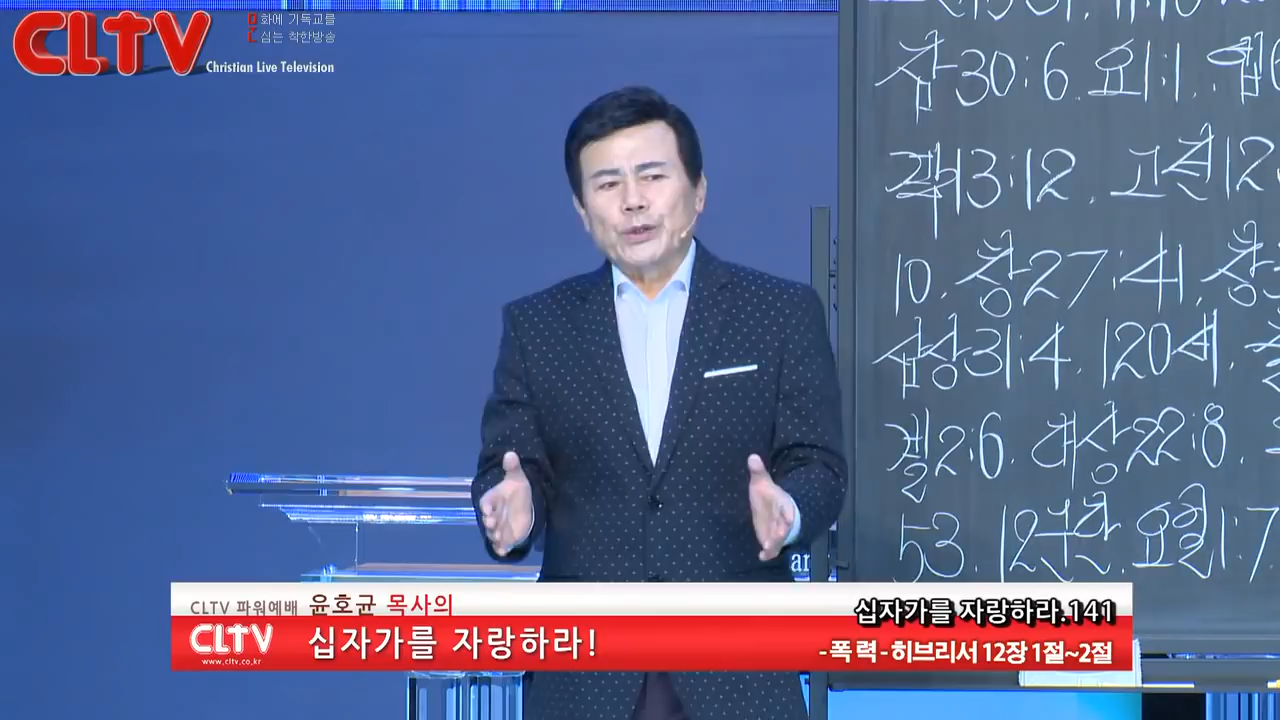 CLTV
문화에 기독교를
심는 착한방송
Christian Live Television
잠30:6. 요1:1.
막13:12. 고전12
10. 창27:41.
삼상31:4. 120세.
겔2:6. 대상22:8.
53. 12군단. 요일1:7
CLTV 파워예배 윤호균 목사의
십자가를 자랑하라.141
CLTV
www.cltv.co.kr
십자가를 자랑하라!
-폭력-히브리서 12장 1절~2절